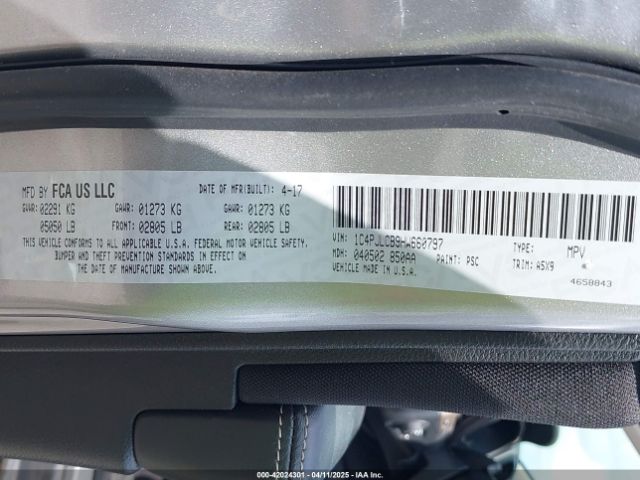 MFD BY FCA US LLC DATE OF MFR(BUILT): 4-17
GVWR: 02291 KG GAWR: 01273 KG GAWR: 01273 KG
05050 LB FRONT: 02805 LB REAR: 02805 LB
THIS VEHICLE CONFORMS TO ALL APPLICABLE U.S.A. FEDERAL MOTOR VEHICLE SAFETY,
BUMPER AND THEFT PREVENTION STANDARDS IN EFFECT ON
THE DATE OF MANUFACTURE SHOWN ABOVE.
VIN: 1C4PJLCB9HW660797 TYPE: MPV
MDH: 040502 850AA PAINT: PSC TRIM: A5X9
4658843
000-42024301 - 04/11/2025 - IAA Inc.